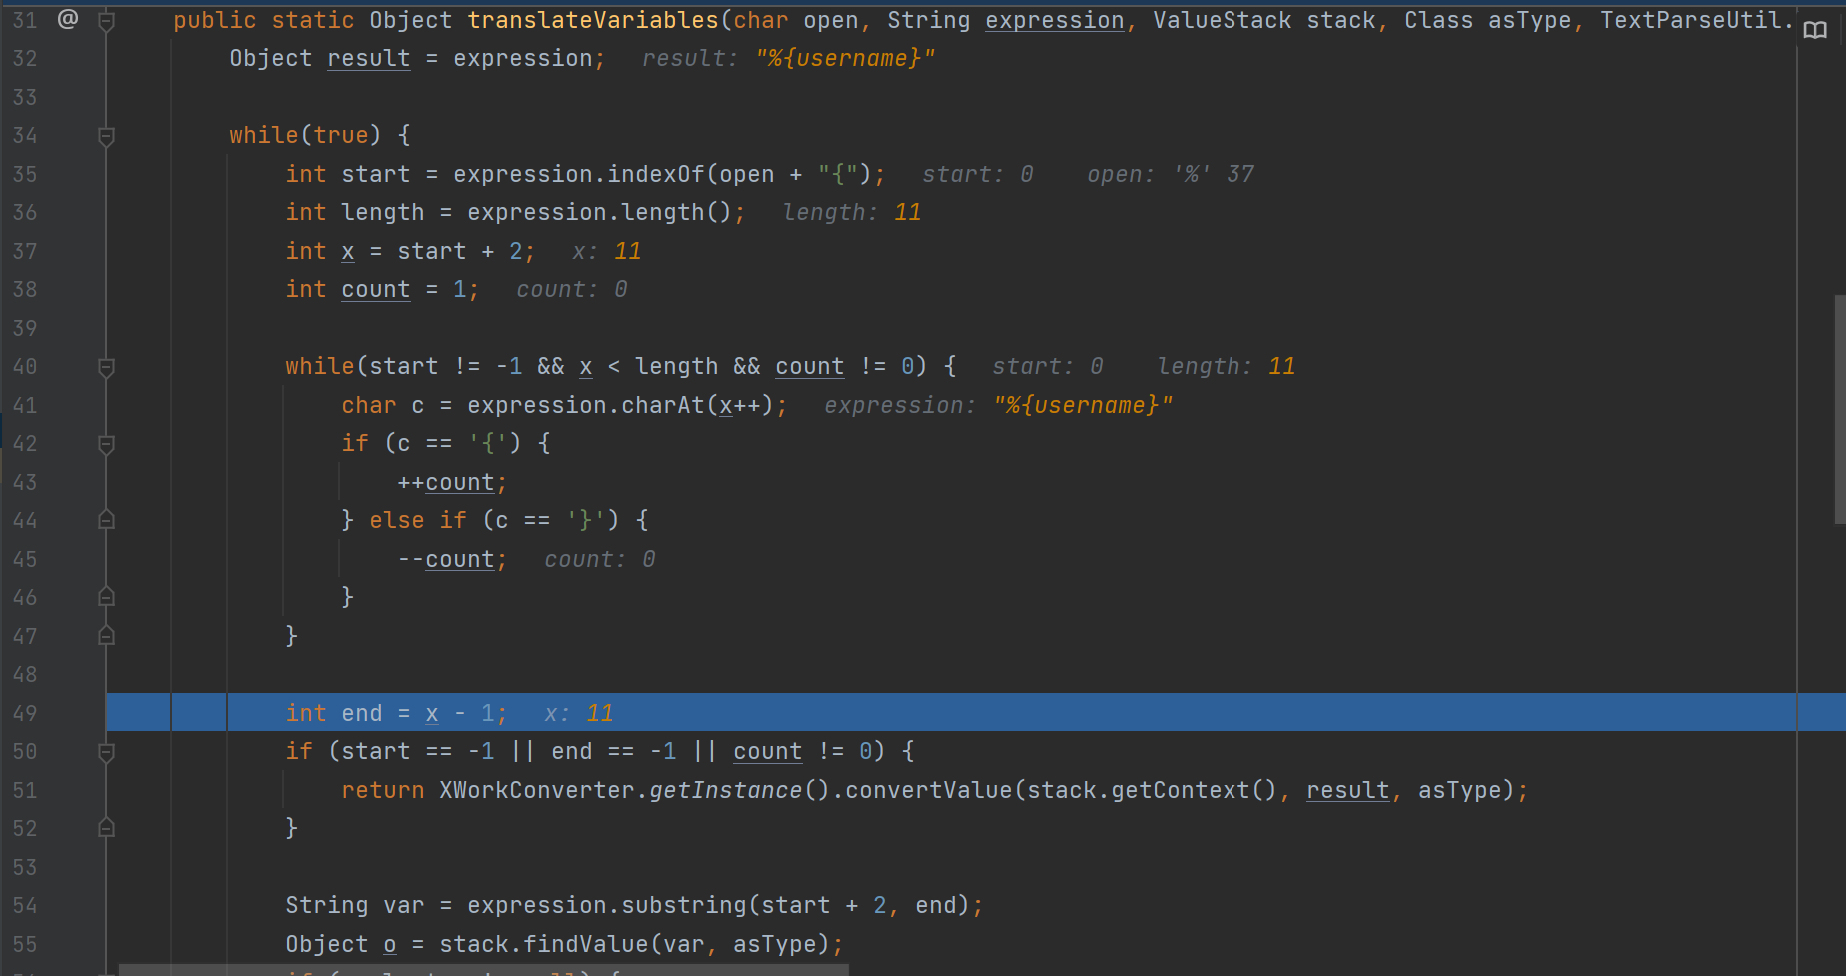 31 @ public static Object translateVariables(char open, String expression, ValueStack stack, Class asType, TextParseUtil.
32 Object result = expression; result: "%{username}"
33
34 while(true) {
35 int start = expression.indexOf(open + "{"); start: 0 open: '%' 37
36 int length = expression.length(); length: 11
37 int x = start + 2; x: 11
38 int count = 1; count: 0
39
40 while(start != -1 && x < length && count != 0) { start: 0 length: 11
41 char c = expression.charAt(x++); expression: "%{username}"
42 if (c == '{') {
43 ++count;
44 } else if (c == '}') {
45 --count; count: 0
46 }
47 }
48
49 int end = x - 1; x: 11
50 if (start == -1 || end == -1 || count != 0) {
51 return XWorkConverter.getInstance().convertValue(stack.getContext(), result, asType);
52 }
53
54 String var = expression.substring(start + 2, end);
55 Object o = stack.findValue(var, asType);